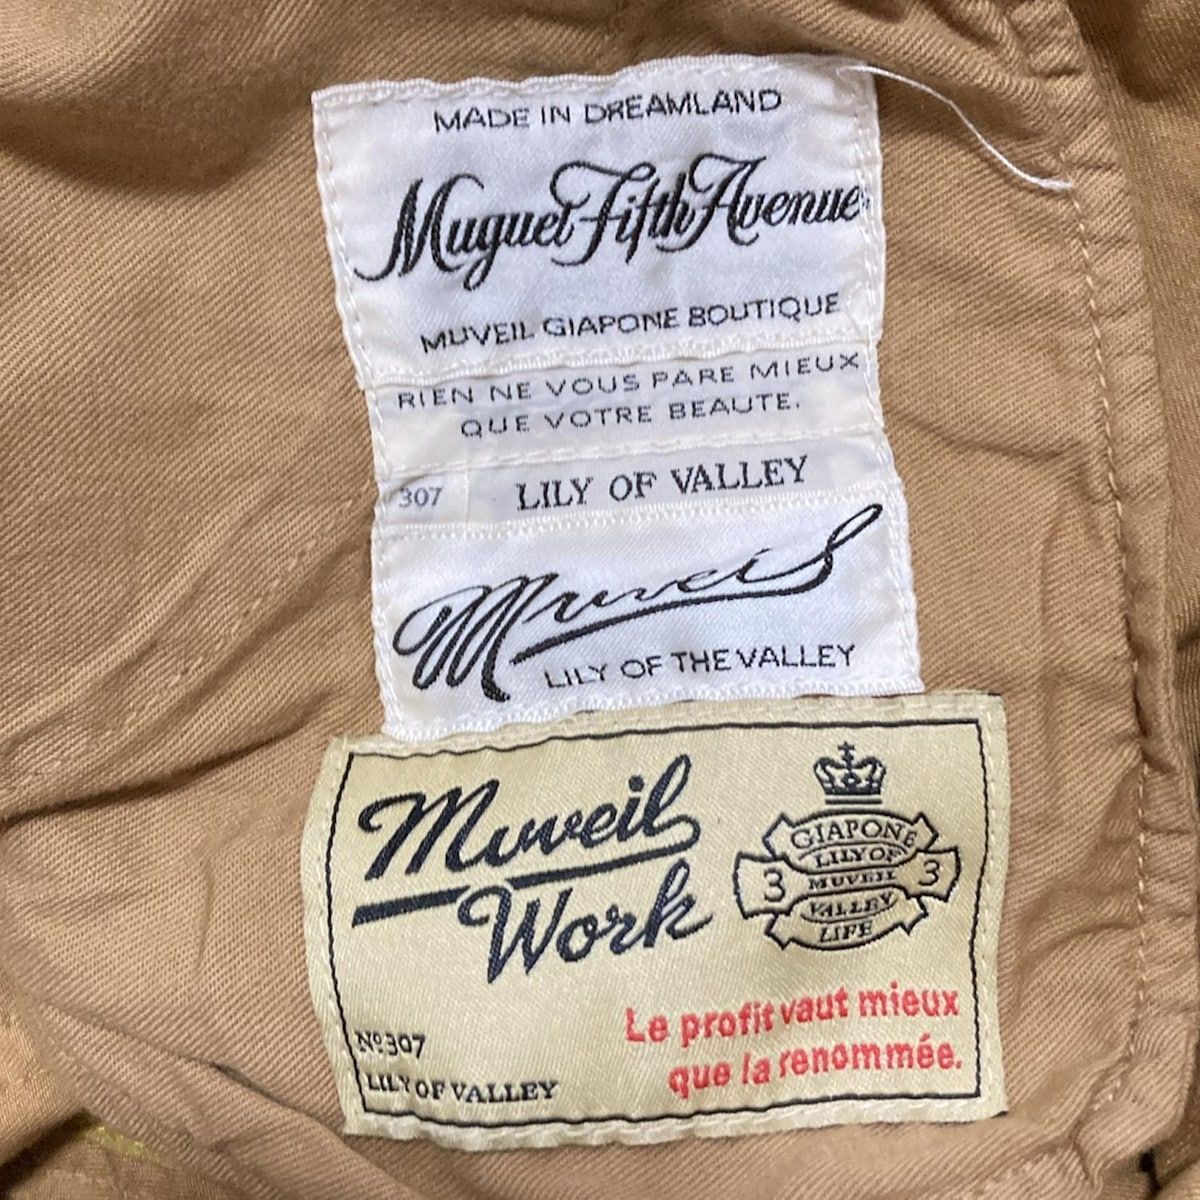 MADE IN DREAMLAND
Muguet Fifth Avenue
MUVEIL GIAPONE BOUTIQUE
RIEN NE VOUS PARE MIEUX
QUE VOTRE BEAUTE.
307 LILY OF VALLEY
Muveil
LILY OF THE VALLEY
Muveil
Work
GIAPONE
LILY OF
3 MUVEIL 3
VALLEY
LIFE
Le profit vaut mieux
que la renommée.
Nº307
LILY OF VALLEY